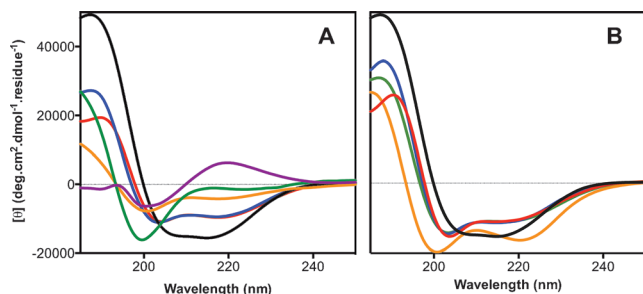 A
B
[θ] (deg.cm².dmol⁻¹.residue⁻¹)
40000
20000
0
-20000
200
220
240
200
220
240
Wavelength (nm)
Wavelength (nm)